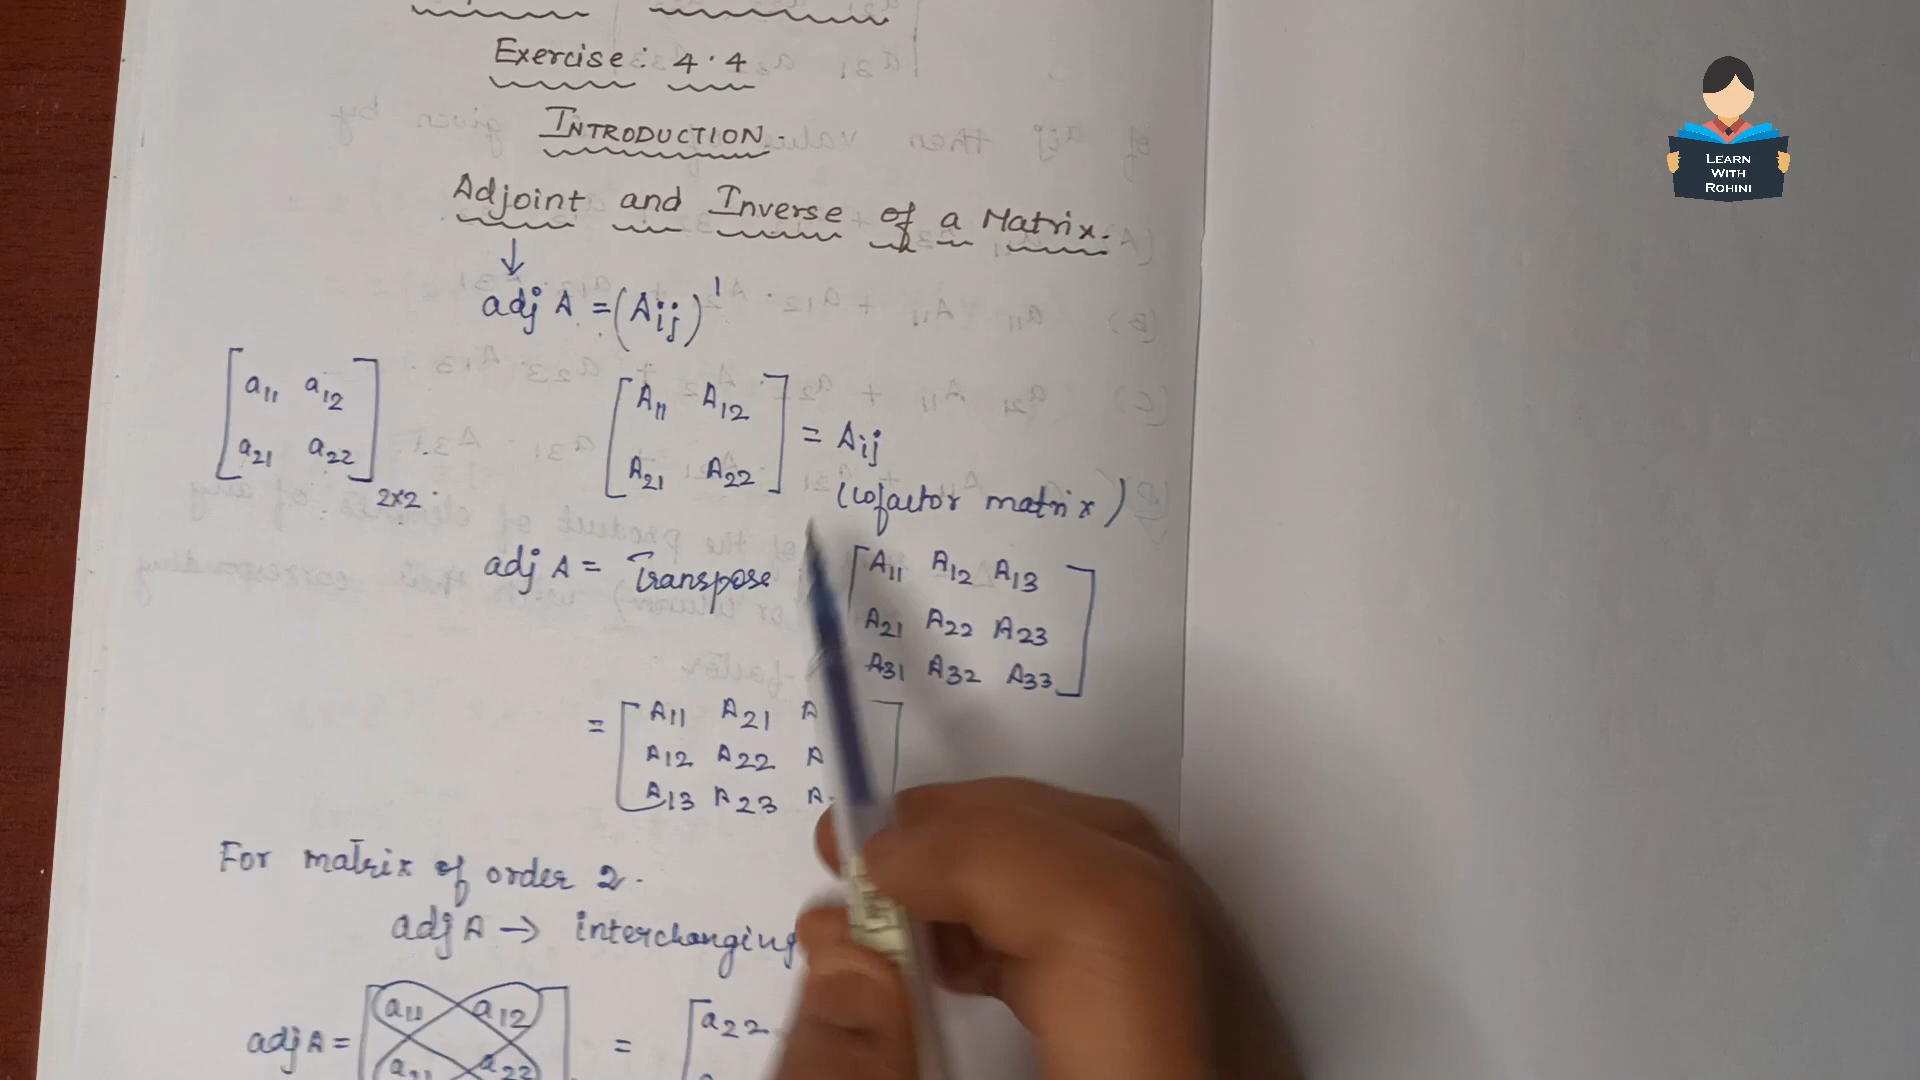 Exercise: 4.4
INTRODUCTION.
Adjoint and Inverse of a Matrix.
↓
adj A = (Aij)'
[a11 a12
a21 a22] 2×2.
[A11 A12
A21 A22] = Aij
(cofactor matrix)
adj A = Transpose [A11 A12 A13
A21 A22 A23
A31 A32 A33]
= [A11 A21 A
A12 A22 A
A13 A23 A ]
For matrix of order 2.
adj A → interchanging
adj A = [a11 a12 = [a22 -
a22
LEARN
WITH
ROHINI